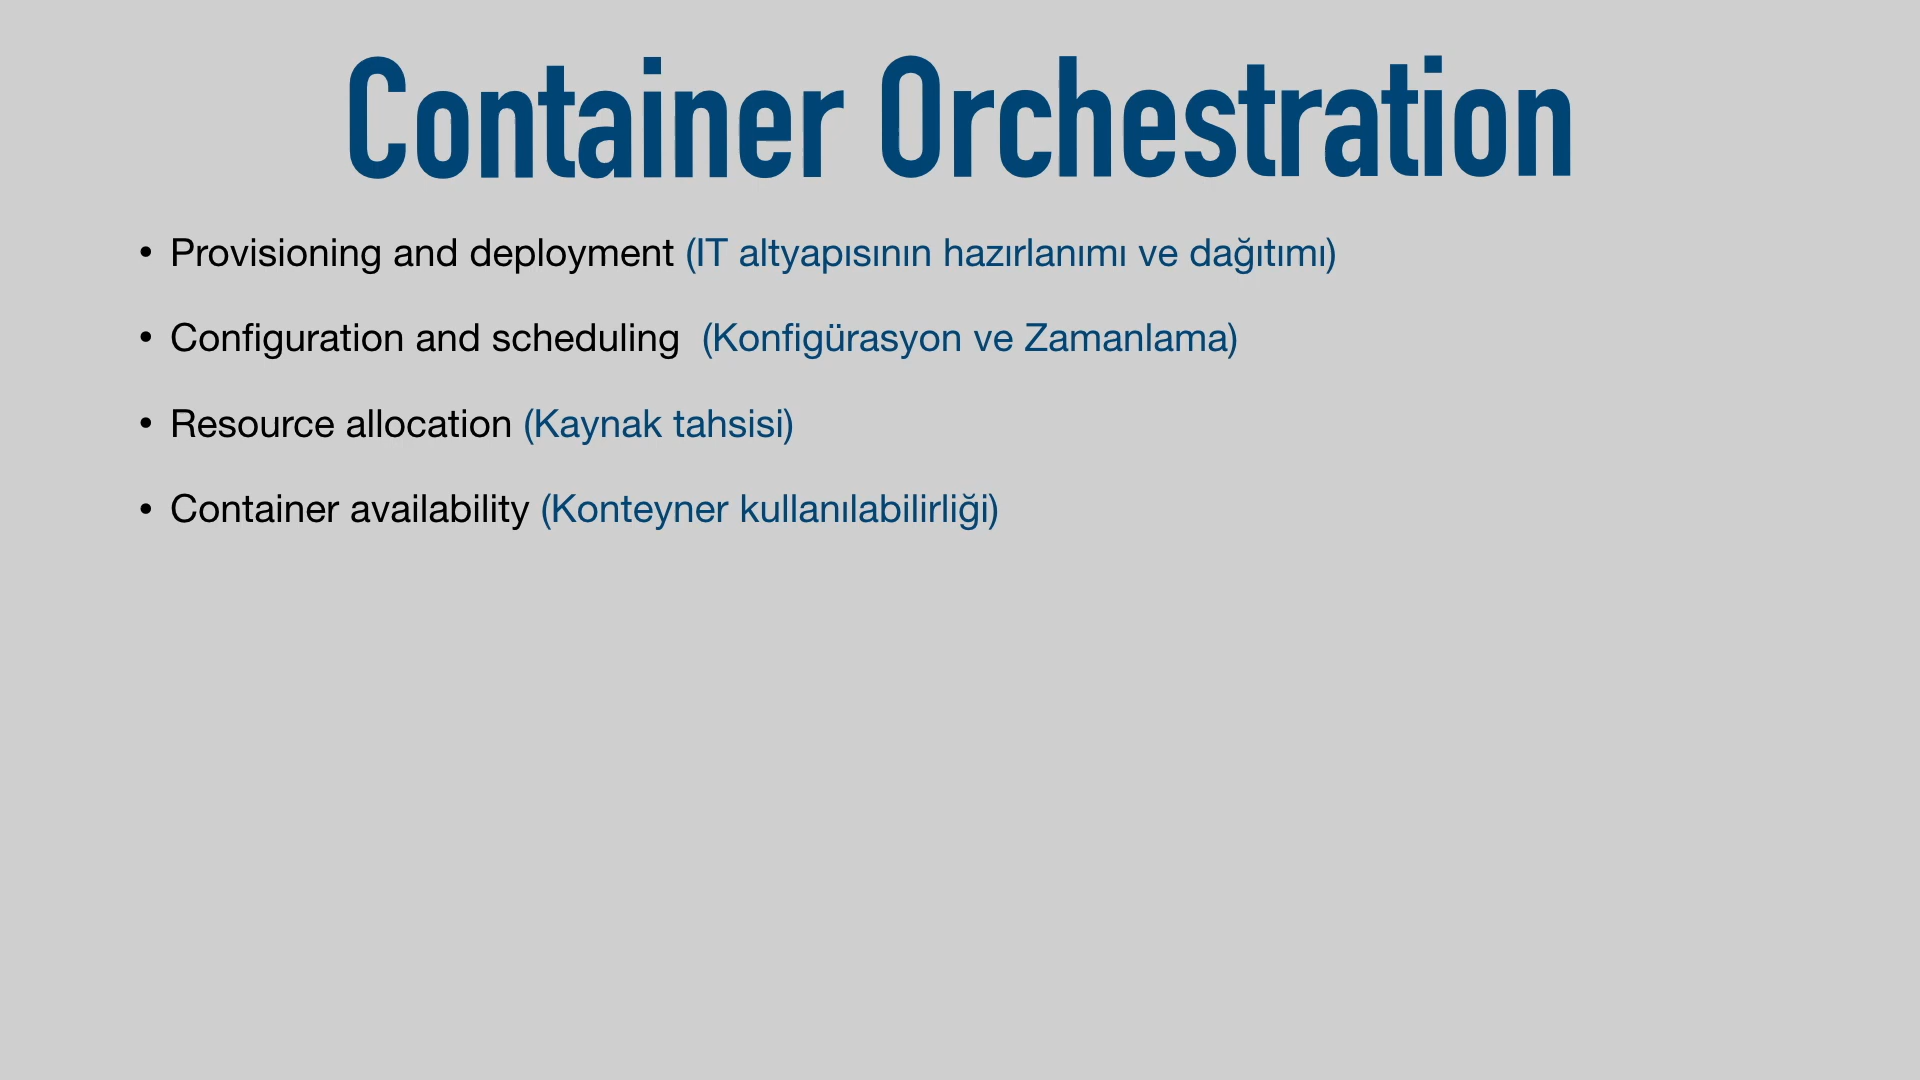 Container Orchestration
• Provisioning and deployment (IT altyapısının hazırlanımı ve dağıtımı)
• Configuration and scheduling  (Konfigürasyon ve Zamanlama)
• Resource allocation (Kaynak tahsisi)
• Container availability (Konteyner kullanılabilirliği)